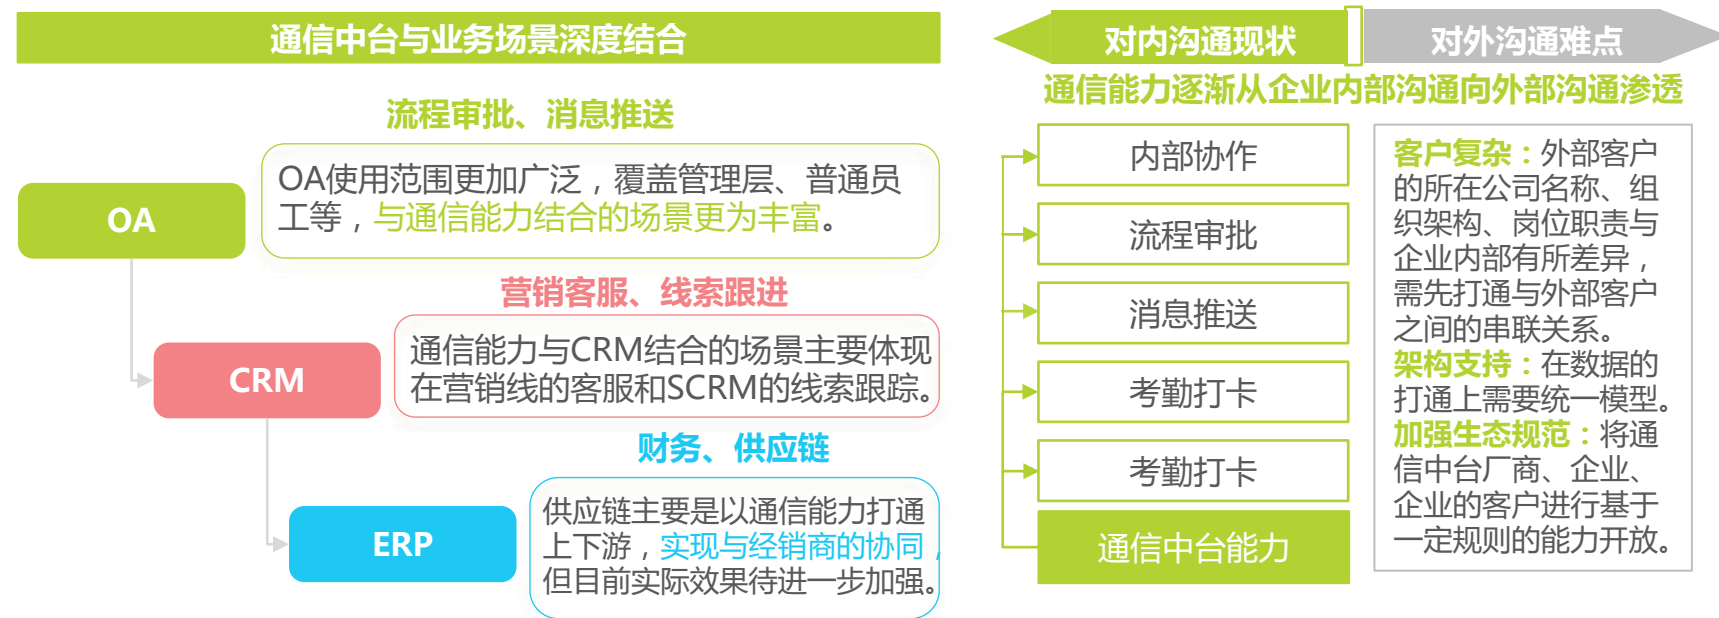 通信中台与业务场景深度结合
流程审批、消息推送
OA
OA使用范围更加广泛，覆盖管理层、普通员
工等，与通信能力结合的场景更为丰富。
营销客服、线索跟进
CRM
通信能力与CRM结合的场景主要体现
在营销线的客服和SCRM的线索跟踪。
财务、供应链
ERP
供应链主要是以通信能力打通
上下游，实现与经销商的协同，
但目前实际效果待进一步加强。
对内沟通现状
对外沟通难点
通信能力逐渐从企业内部沟通向外部沟通渗透
内部协作
流程审批
消息推送
考勤打卡
考勤打卡
通信中台能力
客户复杂：外部客户
的所在公司名称、组
织架构、岗位职责与
企业内部有所差异，
需先打通与外部客户
之间的串联关系。
架构支持：在数据的
打通上需要统一模型。
加强生态规范：将通
信中台厂商、企业、
企业的客户进行基于
一定规则的能力开放。